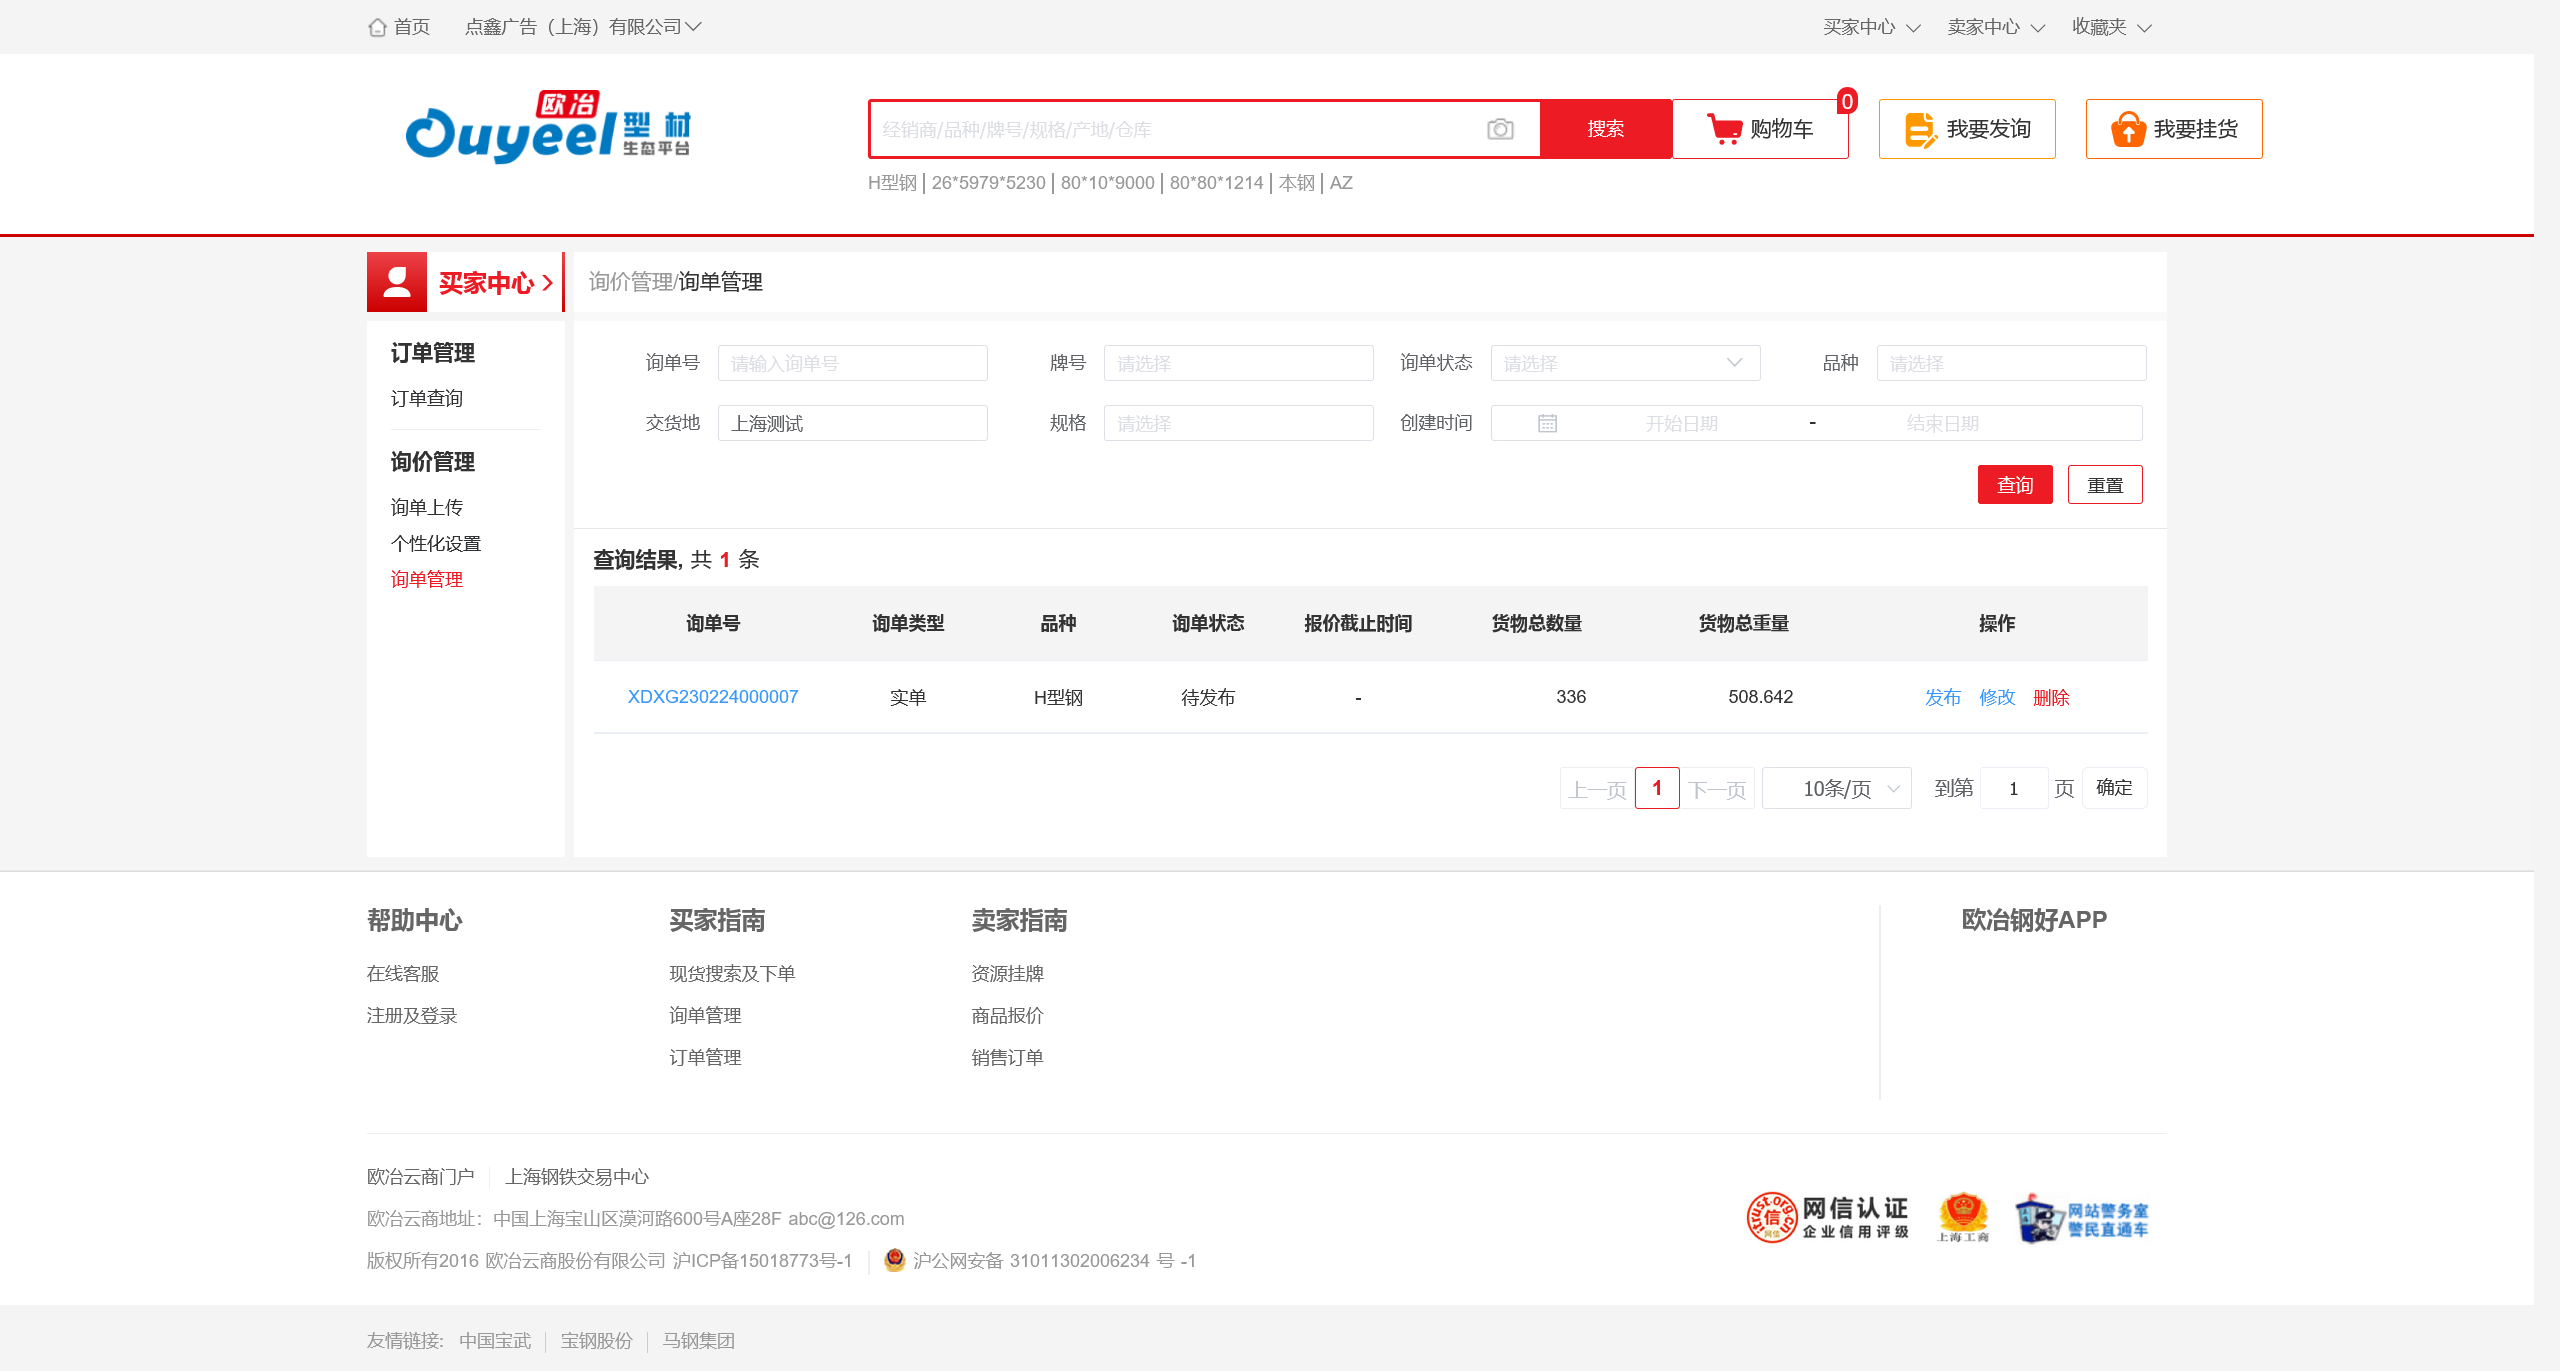 首页 点鑫广告（上海）有限公司 买家中心 卖家中心 收藏夹
欧冶 Ouyeel 型材 生态平台
经销商/品种/牌号/规格/产地/仓库 搜索 购物车 0 我要发询 我要挂货
H型钢 | 26*5979*5230 | 80*10*9000 | 80*80*1214 | 本钢 | AZ
买家中心 询价管理/询单管理
订单管理
订单查询
询价管理
询单上传
个性化设置
询单管理
询单号 请输入询单号 牌号 请选择 询单状态 请选择 品种 请选择
交货地 上海测试 规格 请选择 创建时间 开始日期 - 结束日期
查询 重置
查询结果, 共 1 条
询单号 询单类型 品种 询单状态 报价截止时间 货物总数量 货物总重量 操作
XDXG230224000007 实单 H型钢 待发布 - 336 508.642 发布 修改 删除
上一页 1 下一页 10条/页 到第 1 页 确定
帮助中心 买家指南 卖家指南 欧冶钢好APP
在线客服 现货搜索及下单 资源挂牌
注册及登录 询单管理 商品报价
订单管理 销售订单
欧冶云商门户 上海钢铁交易中心
欧冶云商地址：中国上海宝山区漠河路600号A座28F abc@126.com
版权所有2016 欧冶云商股份有限公司 沪ICP备15018773号-1 沪公网安备 31011302006234 号 -1
trust.org.cn 信 网信 网信认证 企业信用评级 上海工商 网站警务室 警民直通车
友情链接: 中国宝武 宝钢股份 马钢集团